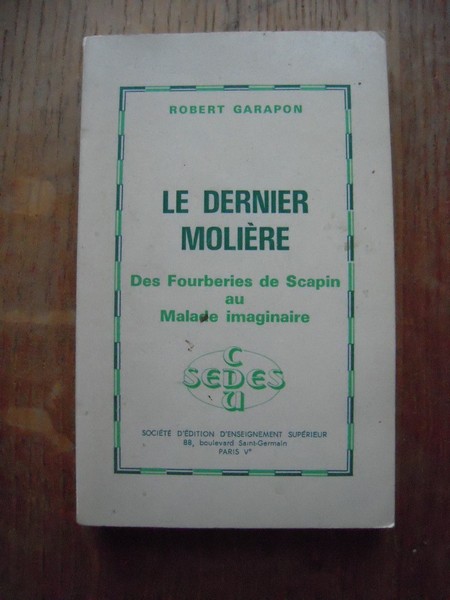 ROBERT GARAPON
LE DERNIER
MOLIÈRE
Des Fourberies de Scapin
au
Malade imaginaire
CDU
SEDES
SOCIÉTÉ D'ÉDITION D'ENSEIGNEMENT SUPÉRIEUR
88, boulevard Saint-Germain
PARIS Vᵉ